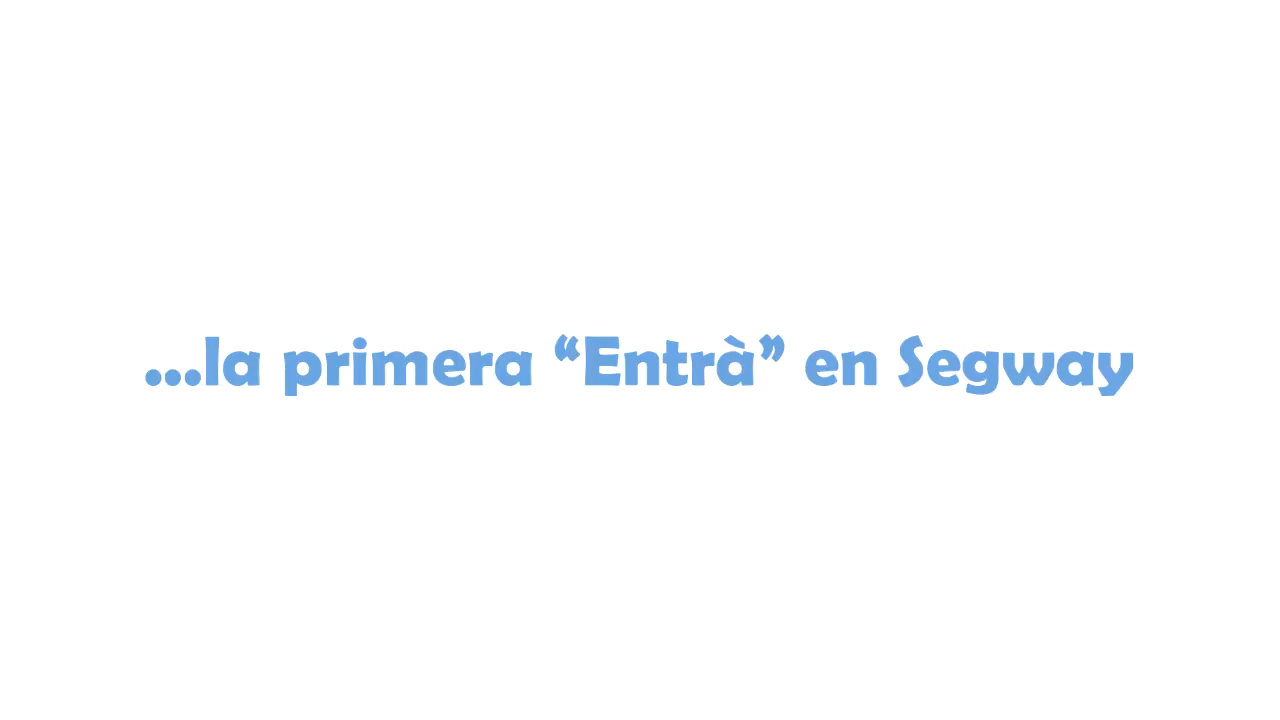 ...la primera “Entrà” en Segway